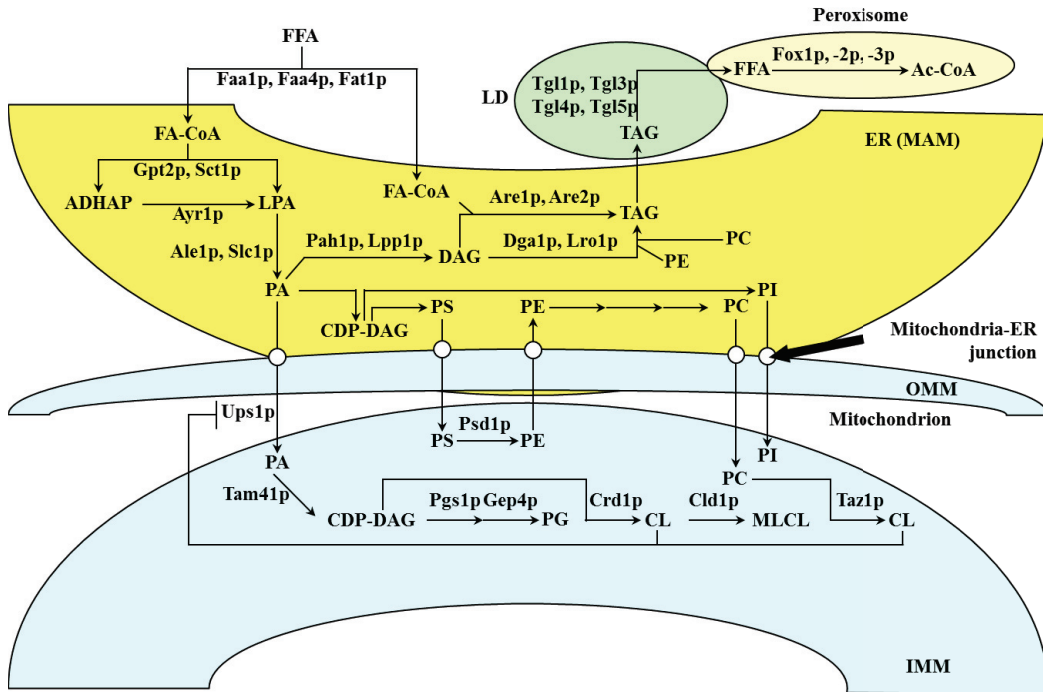 Peroxisome
FFA
Faa1p, Faa4p, Fat1p
Fox1p, -2p, -3p
FFA
Ac-CoA
LD
Tgl1p, Tgl3p
Tgl4p, Tgl5p
TAG
ER (MAM)
FA-CoA
Gpt2p, Sct1p
ADHAP
Ayr1p
LPA
FA-CoA
Are1p, Are2p
TAG
Ale1p, Slc1p
Pah1p, Lpp1p
DAG
Dga1p, Lro1p
PC
PE
PA
CDP-DAG
PS
PE
PC
PI
Mitochondria-ER
junction
OMM
Mitochondrion
Ups1p
PS
Psd1p
PE
PI
PA
PC
Tam41p
CDP-DAG
Pgs1p
Gep4p
PG
Crd1p
CL
Cld1p
MLCL
Taz1p
CL
IMM